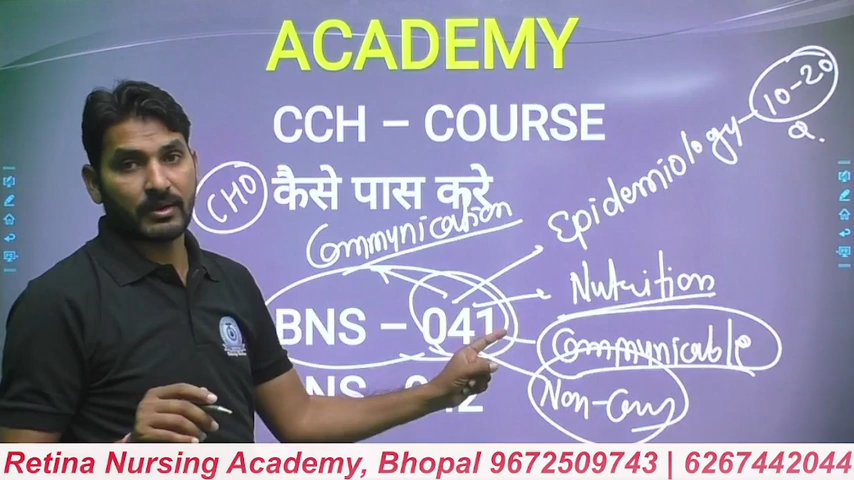 ACADEMY
CCH – COURSE
10-20
Q.
CHO
कैसे पास करे
Communication
Epidemiology
Nutrition
BNS – 041
Communicable
Non-Com
Retina Nursing Academy, Bhopal 9672509743 | 6267442044